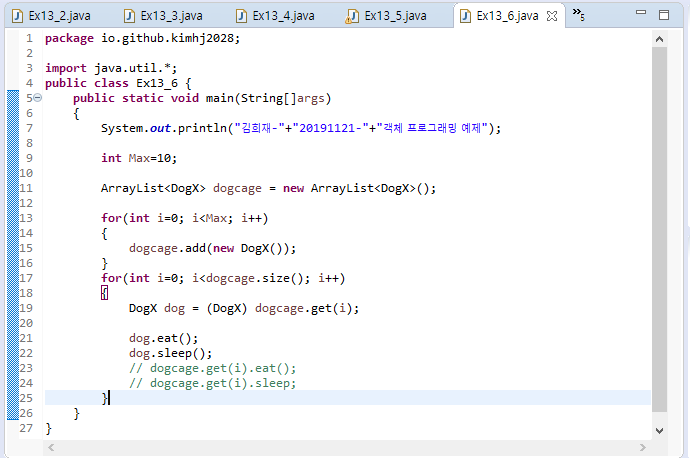 Ex13_2.java Ex13_3.java Ex13_4.java Ex13_5.java Ex13_6.java »5
1 package io.github.kimhj2028;
2
3 import java.util.*;
4 public class Ex13_6 {
5 public static void main(String[]args)
6 {
7 System.out.println("김희재-"+"20191121-"+"객체 프로그래밍 예제");
8
9 int Max=10;
10
11 ArrayList<DogX> dogcage = new ArrayList<DogX>();
12
13 for(int i=0; i<Max; i++)
14 {
15 dogcage.add(new DogX());
16 }
17 for(int i=0; i<dogcage.size(); i++)
18 {
19 DogX dog = (DogX) dogcage.get(i);
20
21 dog.eat();
22 dog.sleep();
23 // dogcage.get(i).eat();
24 // dogcage.get(i).sleep;
25 }
26 }
27 }